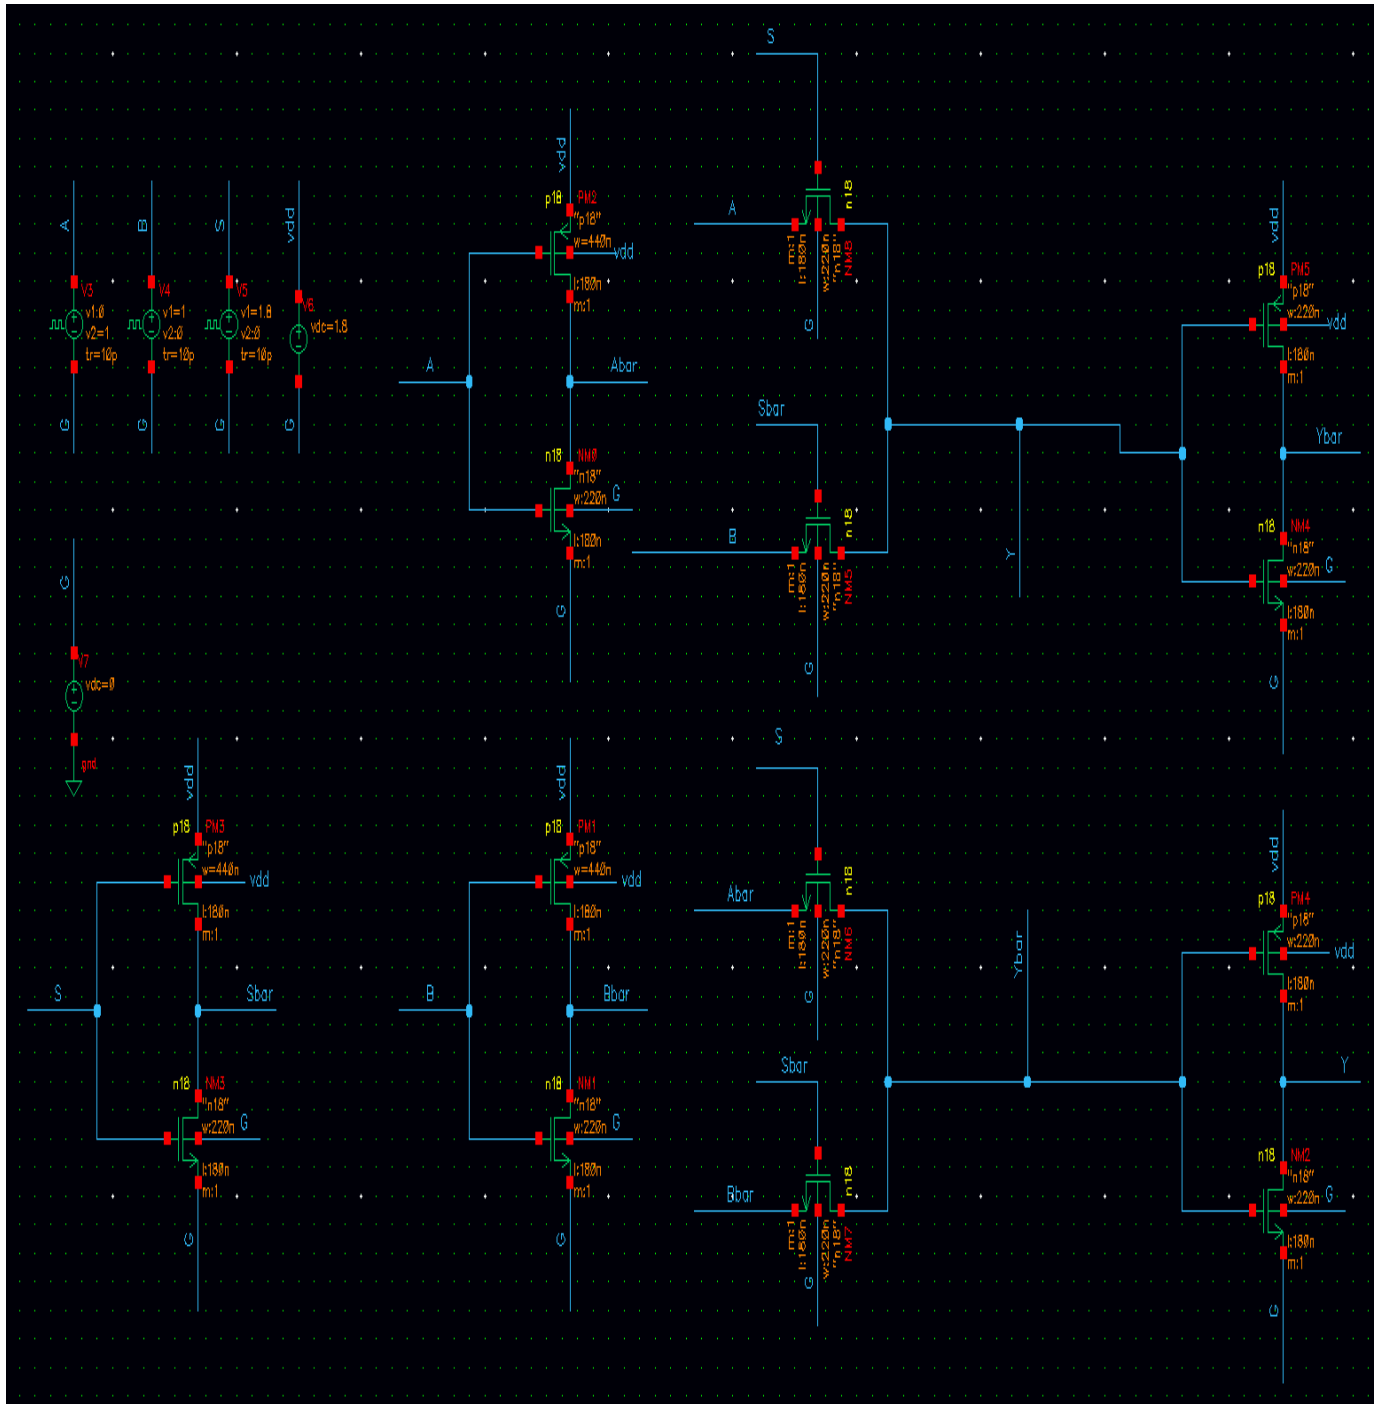 A
V3
v1:0
v2=1
tr=10p
G
B
V4
v1=1
v2:0
tr=10p
G
S
V5
v1=1.8
v2:0
tr=10p
G
vdd
V6
vdc=1.8
G
G
V7
vdc=0
gnd
vdd
p18 PM2
"p18"
w=440n
vdd
l:180n
m:1
A
Abar
n18 NM0
"n18"
w:220n G
l:180n
m:1
G
S
A
n18
m:1
l:180n
w:220n
"n18"
NM8
G
Sbar
B
n18
m:1
l:180n
w:220n
"n18"
NM5
G
Y
vdd
p18 PM5
"p18"
w:220n
vdd
l:180n
m:1
Ybar
n18 NM4
"n18"
w:220n G
l:180n
m:1
G
vdd
p18 PM3
"p18"
w=440n
vdd
l:180n
m:1
S
Sbar
n18 NM3
"n18"
w:220n G
l:180n
m:1
G
vdd
p18 PM1
"p18"
w=440n
vdd
l:180n
m:1
B
Bbar
n18 NM1
"n18"
w:220n G
l:180n
m:1
G
S
Abar
n18
m:1
l:180n
w:220n
"n18"
NM6
G
Sbar
Bbar
n18
m:1
l:180n
w:220n
"n18"
NM7
G
Ybar
vdd
p18 PM4
"p18"
w:220n
vdd
l:180n
m:1
Y
n18 NM2
"n18"
w:220n G
l:180n
m:1
G